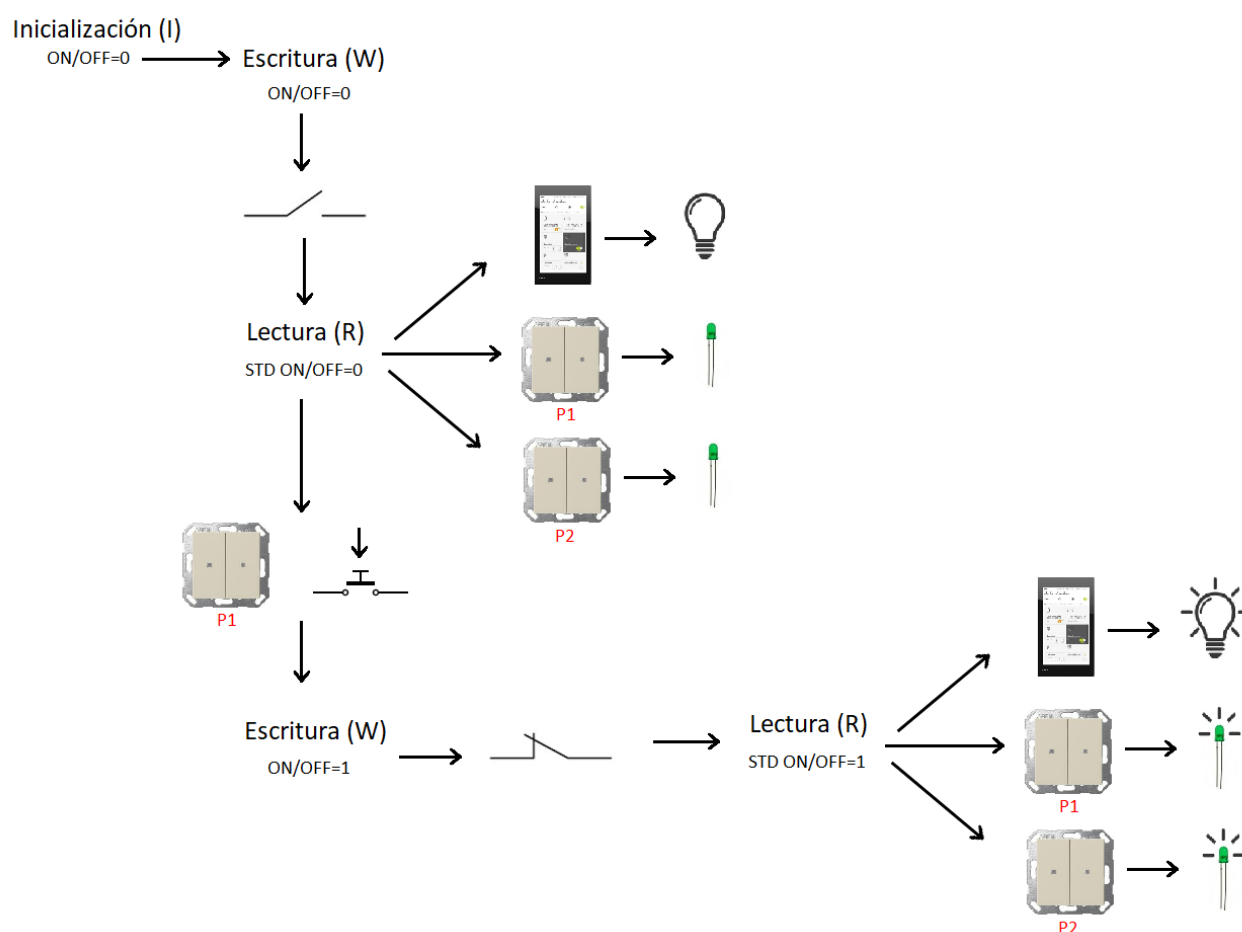 Inicialización (I)
ON/OFF=0
Escritura (W)
ON/OFF=0
Lectura (R)
STD ON/OFF=0
P1
P2
P1
Escritura (W)
ON/OFF=1
Lectura (R)
STD ON/OFF=1
P1
P2